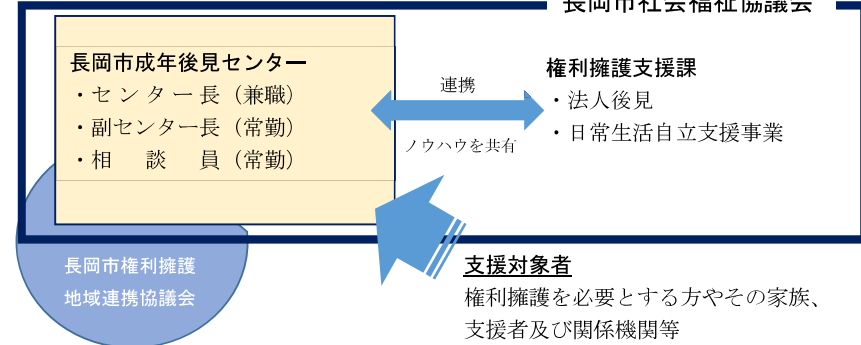 長岡市社会福祉協議会
長岡市成年後見センター
・センター長（兼職）
・副センター長（常勤）
・相　談　員（常勤）
連携
ノウハウを共有
権利擁護支援課
・法人後見
・日常生活自立支援事業
長岡市権利擁護
地域連携協議会
支援対象者
権利擁護を必要とする方やその家族、
支援者及び関係機関等